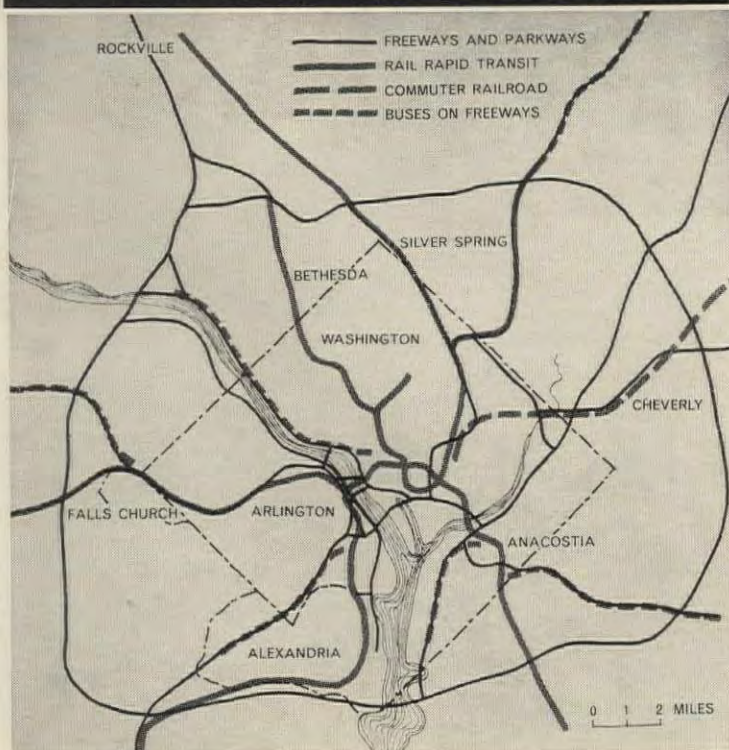 ROCKVILLE
FREEWAYS AND PARKWAYS
RAIL RAPID TRANSIT
COMMUTER RAILROAD
BUSES ON FREEWAYS
SILVER SPRING
BETHESDA
WASHINGTON
CHEVERLY
FALLS CHURCH
ARLINGTON
ANACOSTIA
ALEXANDRIA
0 1 2 MILES